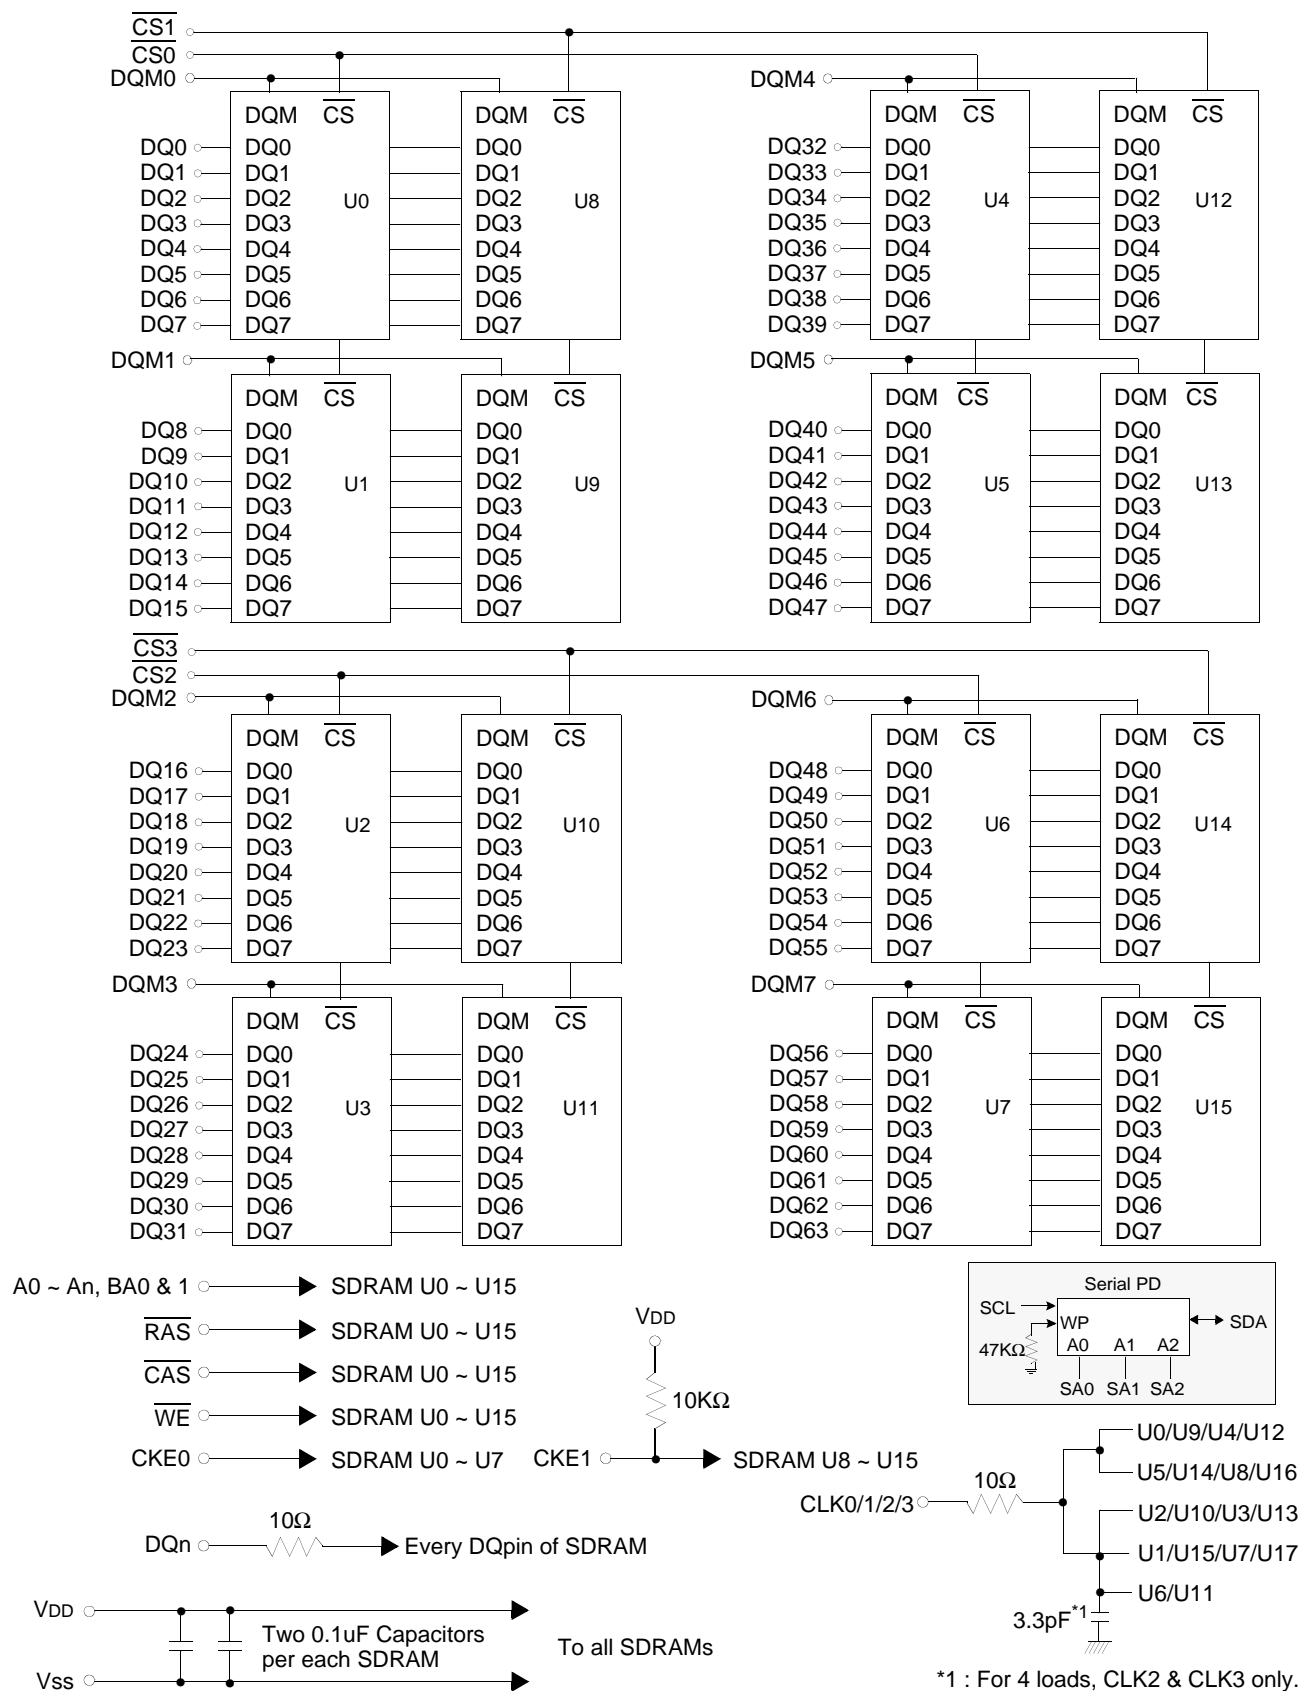 CS1
CS0
DQM0
DQM CS
DQM CS
DQ0 DQ0 DQ0
DQ1 DQ1 DQ1
DQ2 DQ2 U0 DQ2 U8
DQ3 DQ3 DQ3
DQ4 DQ4 DQ4
DQ5 DQ5 DQ5
DQ6 DQ6 DQ6
DQ7 DQ7 DQ7
DQM4
DQM CS
DQM CS
DQ32 DQ0 DQ0
DQ33 DQ1 DQ1
DQ34 DQ2 U4 DQ2 U12
DQ35 DQ3 DQ3
DQ36 DQ4 DQ4
DQ37 DQ5 DQ5
DQ38 DQ6 DQ6
DQ39 DQ7 DQ7
DQM1
DQM CS
DQM CS
DQ8 DQ0 DQ0
DQ9 DQ1 DQ1
DQ10 DQ2 U1 DQ2 U9
DQ11 DQ3 DQ3
DQ12 DQ4 DQ4
DQ13 DQ5 DQ5
DQ14 DQ6 DQ6
DQ15 DQ7 DQ7
DQM5
DQM CS
DQM CS
DQ40 DQ0 DQ0
DQ41 DQ1 DQ1
DQ42 DQ2 U5 DQ2 U13
DQ43 DQ3 DQ3
DQ44 DQ4 DQ4
DQ45 DQ5 DQ5
DQ46 DQ6 DQ6
DQ47 DQ7 DQ7
CS3
CS2
DQM2
DQM CS
DQM CS
DQ16 DQ0 DQ0
DQ17 DQ1 DQ1
DQ18 DQ2 U2 DQ2 U10
DQ19 DQ3 DQ3
DQ20 DQ4 DQ4
DQ21 DQ5 DQ5
DQ22 DQ6 DQ6
DQ23 DQ7 DQ7
DQM6
DQM CS
DQM CS
DQ48 DQ0 DQ0
DQ49 DQ1 DQ1
DQ50 DQ2 U6 DQ2 U14
DQ51 DQ3 DQ3
DQ52 DQ4 DQ4
DQ53 DQ5 DQ5
DQ54 DQ6 DQ6
DQ55 DQ7 DQ7
DQM3
DQM CS
DQM CS
DQ24 DQ0 DQ0
DQ25 DQ1 DQ1
DQ26 DQ2 U3 DQ2 U11
DQ27 DQ3 DQ3
DQ28 DQ4 DQ4
DQ29 DQ5 DQ5
DQ30 DQ6 DQ6
DQ31 DQ7 DQ7
DQM7
DQM CS
DQM CS
DQ56 DQ0 DQ0
DQ57 DQ1 DQ1
DQ58 DQ2 U7 DQ2 U15
DQ59 DQ3 DQ3
DQ60 DQ4 DQ4
DQ61 DQ5 DQ5
DQ62 DQ6 DQ6
DQ63 DQ7 DQ7
A0 ~ An, BA0 & 1 SDRAM U0 ~ U15
RAS SDRAM U0 ~ U15
CAS SDRAM U0 ~ U15
WE SDRAM U0 ~ U15
CKE0 SDRAM U0 ~ U7
VDD
10KΩ
CKE1 SDRAM U8 ~ U15
Serial PD
SCL
WP SDA
47KΩ A0 A1 A2
SA0 SA1 SA2
U0/U9/U4/U12
U5/U14/U8/U16
10Ω
CLK0/1/2/3
U2/U10/U3/U13
U1/U15/U7/U17
U6/U11
3.3pF*1
10Ω
DQn Every DQpin of SDRAM
VDD
Two 0.1uF Capacitors
per each SDRAM
To all SDRAMs
Vss
*1 : For 4 loads, CLK2 & CLK3 only.